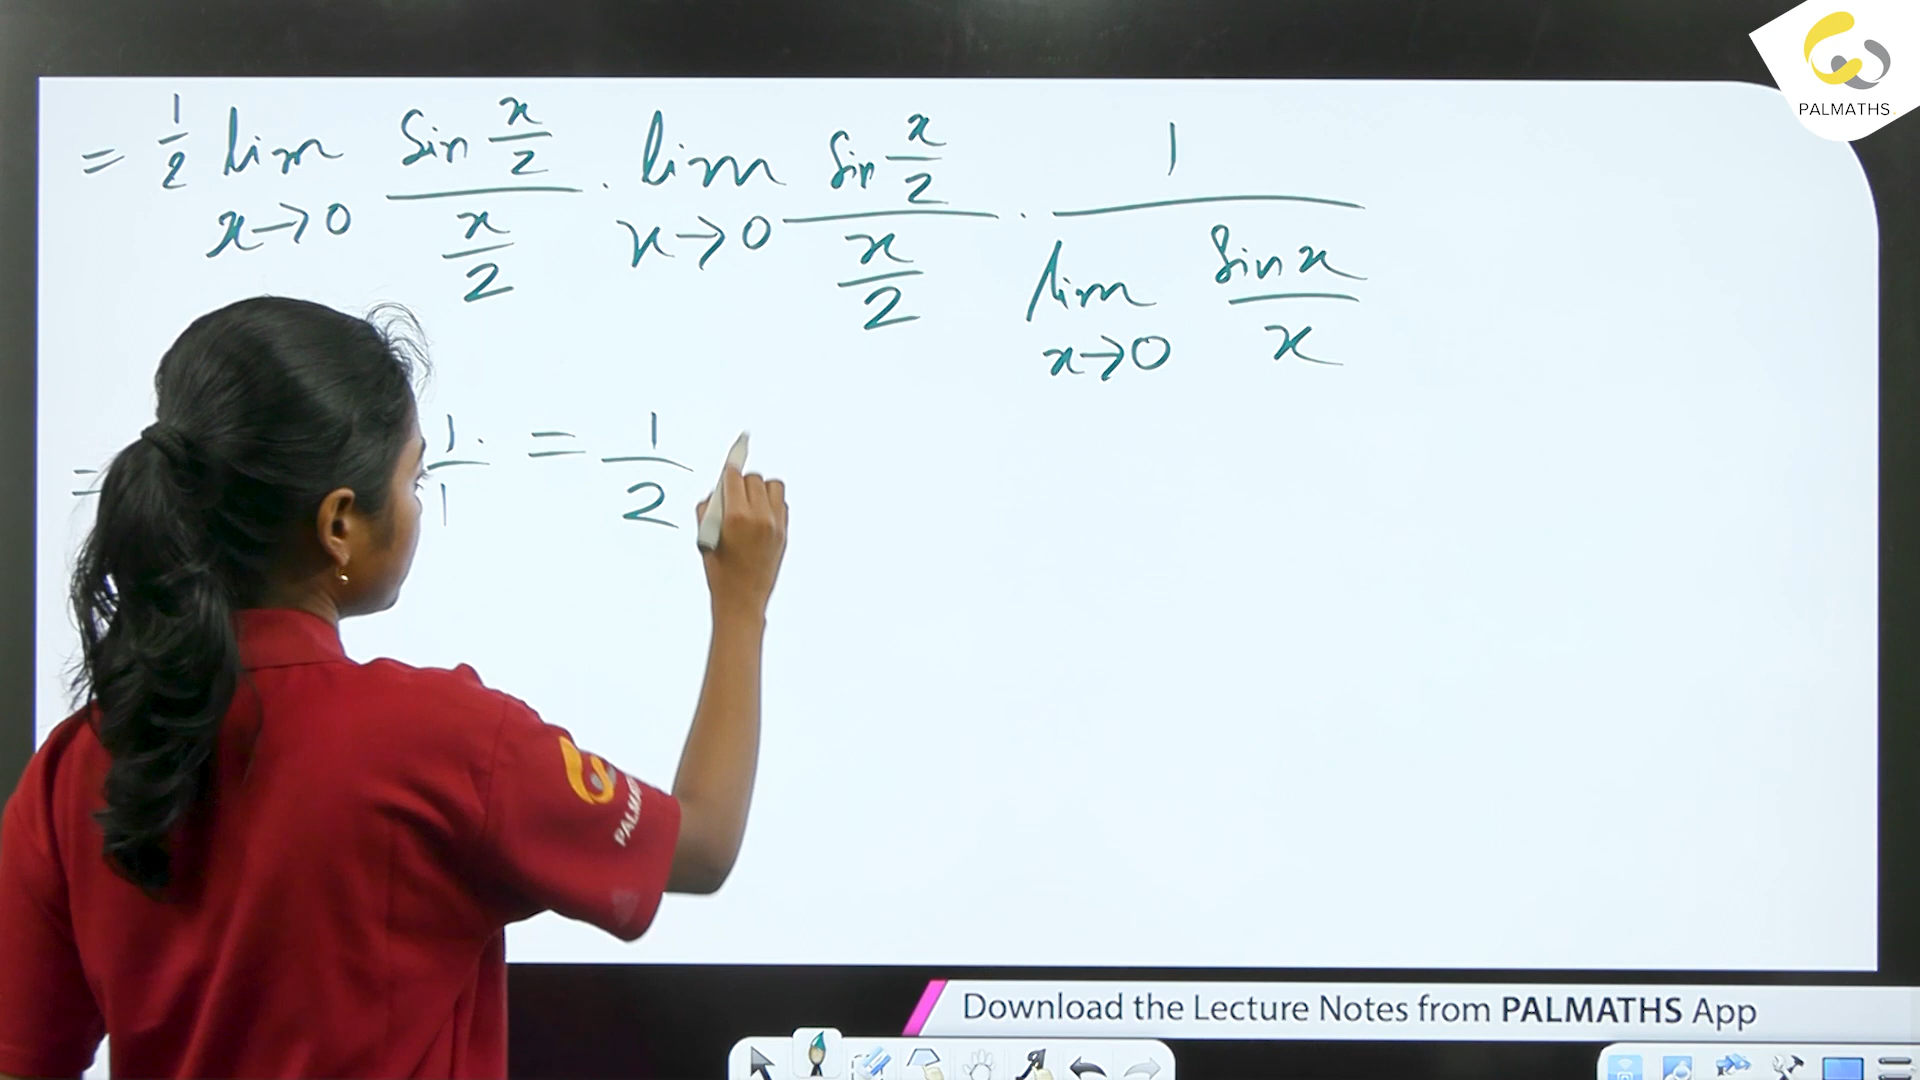 PALMATHS
= 1/2 lim x→0 sin x/2 / x/2 · lim x→0 sin x/2 / x/2 · 1 / lim x→0 sin x / x
= 1/1 · = 1/2
PALMA
Download the Lecture Notes from PALMATHS App